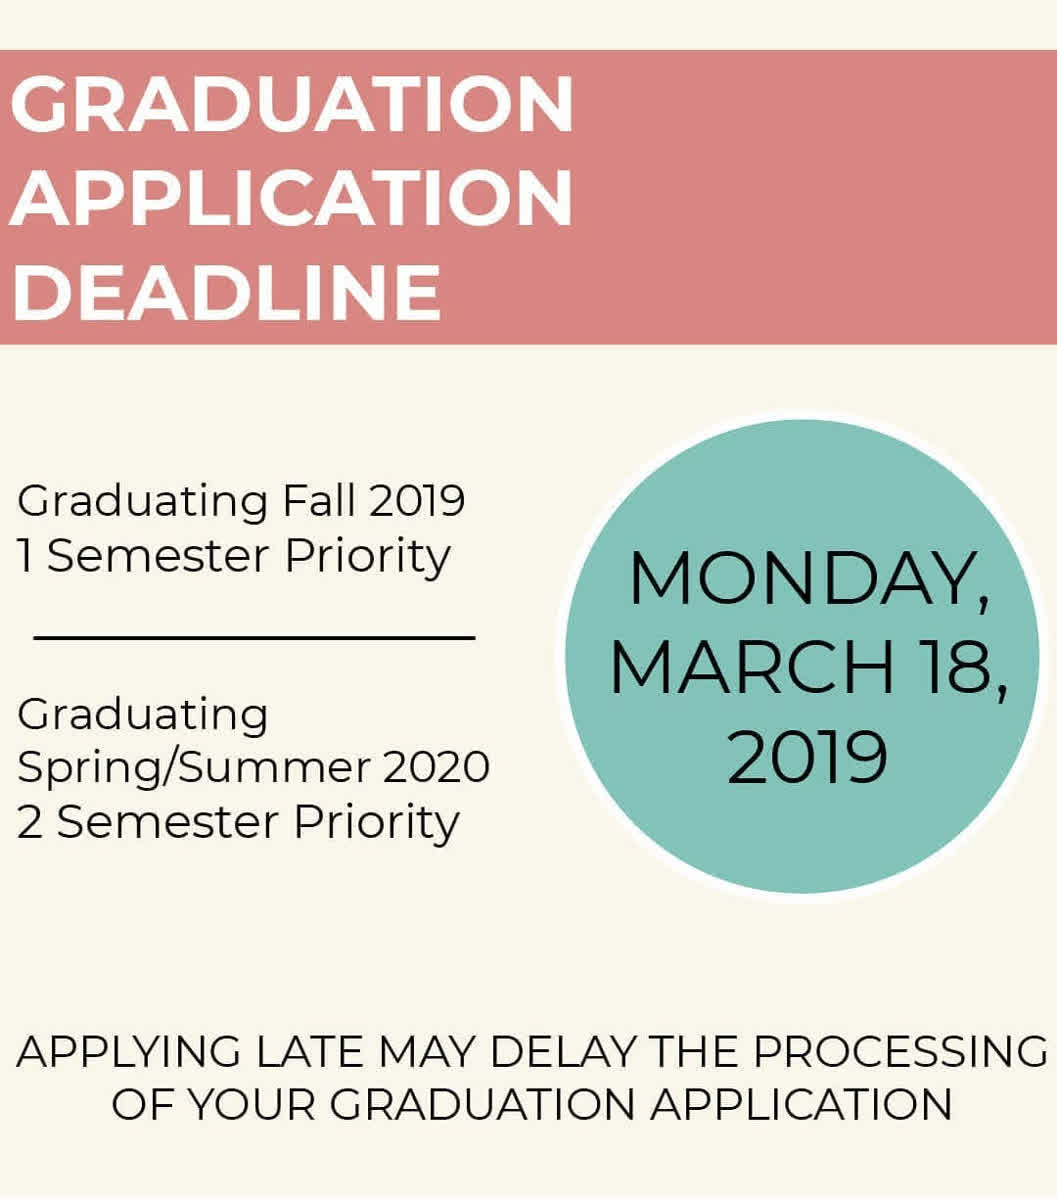 GRADUATION
APPLICATION
DEADLINE
Graduating Fall 2019
1 Semester Priority
Graduating
Spring/Summer 2020
2 Semester Priority
MONDAY,
MARCH 18,
2019
APPLYING LATE MAY DELAY THE PROCESSING
OF YOUR GRADUATION APPLICATION